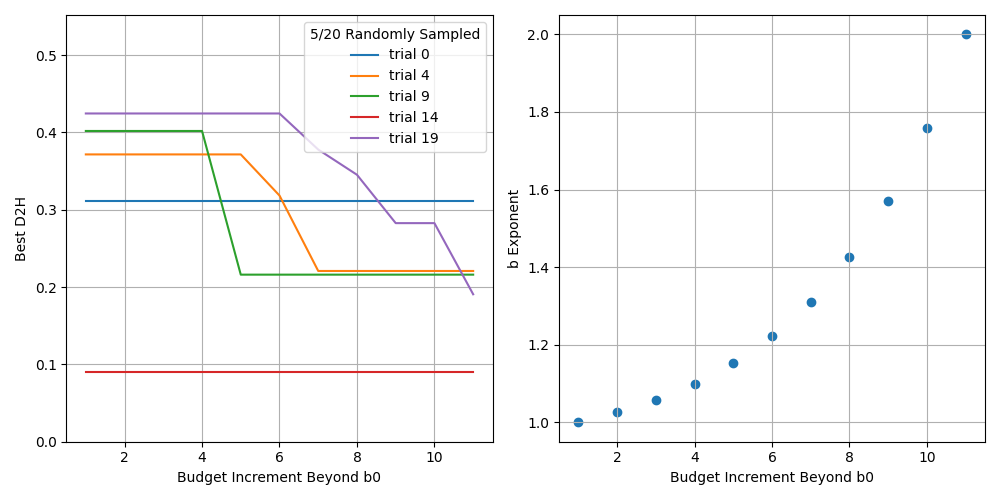 5/20 Randomly Sampled
trial 0
trial 4
trial 9
trial 14
trial 19
0.5
0.4
0.3
0.2
0.1
0.0
Best D2H
2 4 6 8 10
Budget Increment Beyond b0
2.0
1.8
1.6
1.4
1.2
1.0
b Exponent
2 4 6 8 10
Budget Increment Beyond b0